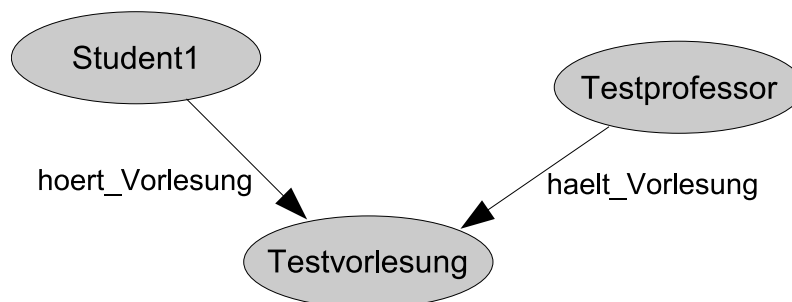 Student1
Testprofessor
hoert_Vorlesung
haelt_Vorlesung
Testvorlesung